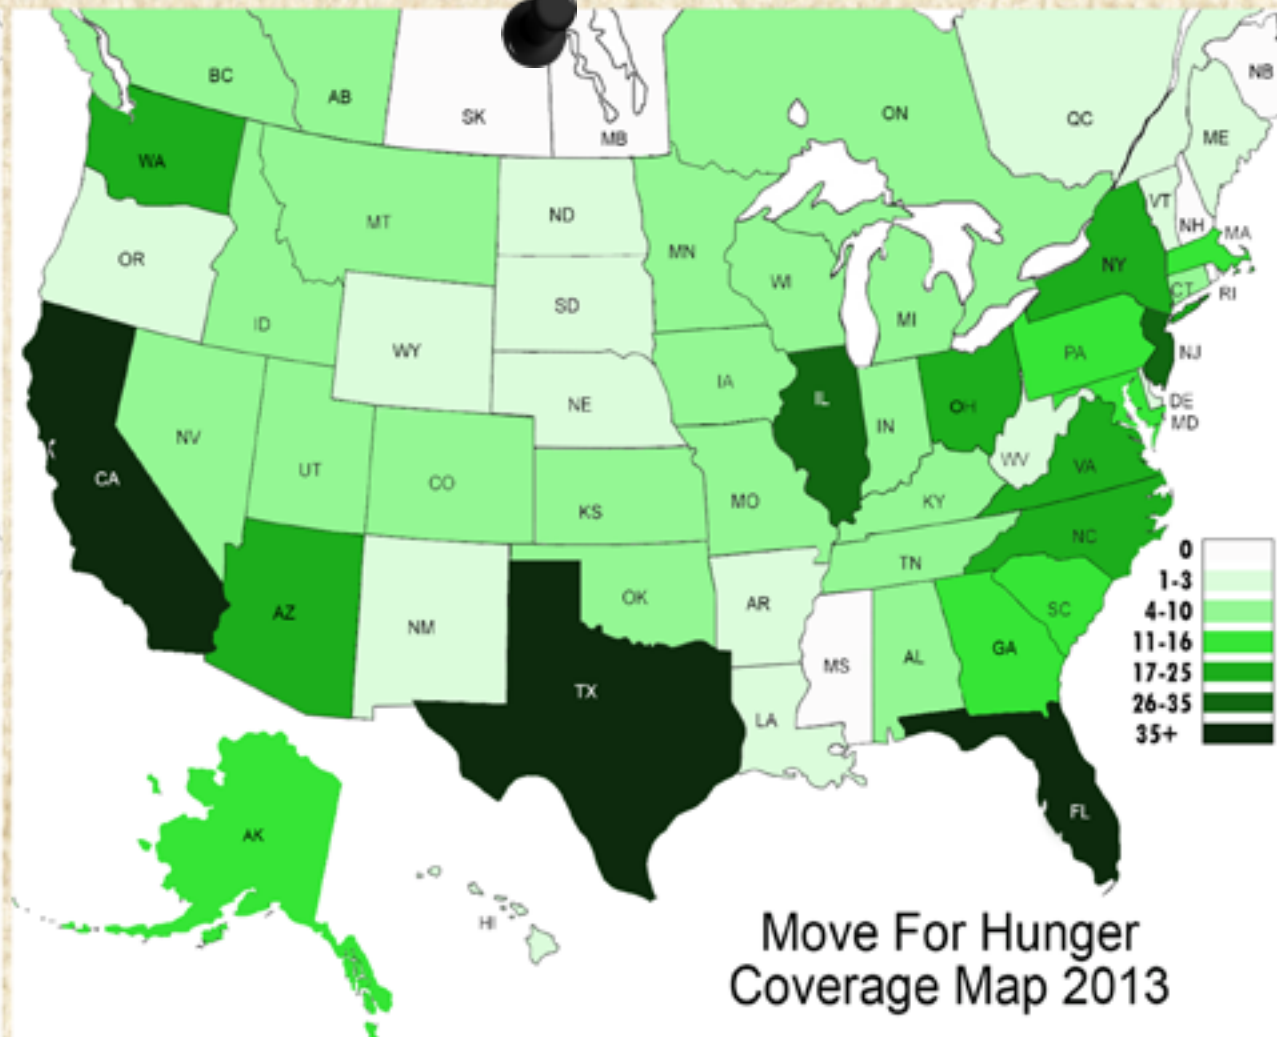 BC
AB
SK
MB
ON
QC
NB
ME
WA
OR
MT
ID
ND
SD
MN
WI
MI
VT
NH
MA
NY
CT
RI
WY
NE
IA
PA
NJ
IL
IN
OH
DE
MD
NV
UT
CO
KS
MO
KY
WV
VA
CA
AZ
NM
OK
AR
TN
NC
SC
MS
AL
GA
TX
LA
FL
AK
HI
0
1-3
4-10
11-16
17-25
26-35
35+
Move For Hunger
Coverage Map 2013